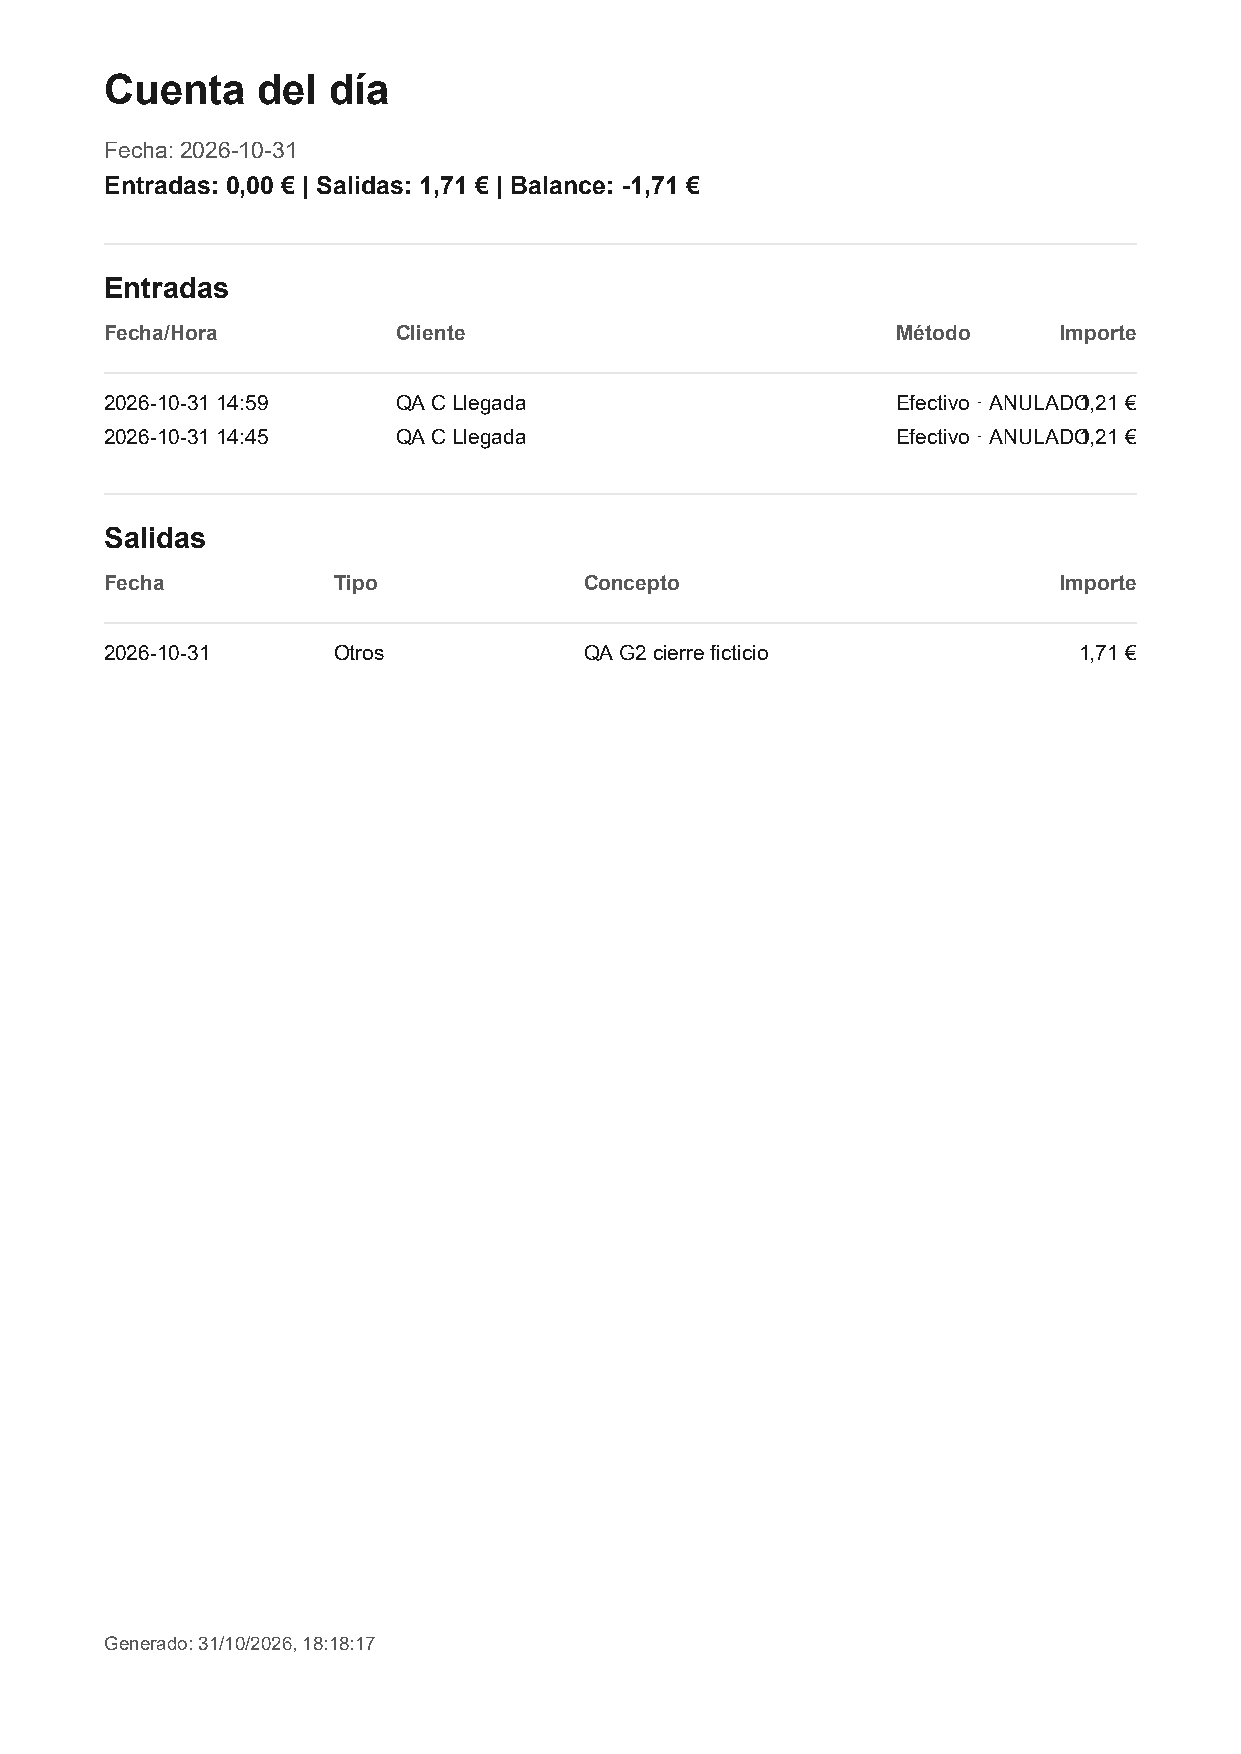 Cuenta del día
Fecha: 2026-10-31
Entradas: 0,00 € | Salidas: 1,71 € | Balance: -1,71 €
Entradas
Fecha/Hora Cliente Método Importe
2026-10-31 14:59 QA C Llegada Efectivo · ANULADO 1,21 €
2026-10-31 14:45 QA C Llegada Efectivo · ANULADO 1,21 €
Salidas
Fecha Tipo Concepto Importe
2026-10-31 Otros QA G2 cierre ficticio 1,71 €
Generado: 31/10/2026, 18:18:17